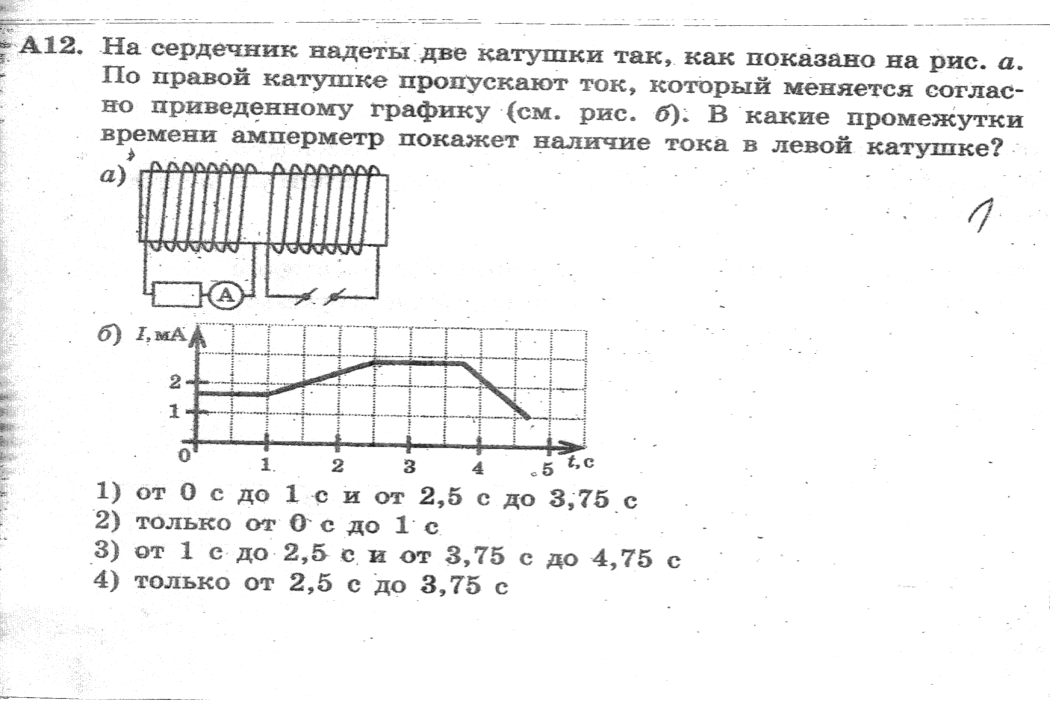 А12. На сердечник надеты две катушки так, как показано на рис. а.
По правой катушке пропускают ток, который меняется соглас-
но приведенному графику (см. рис. б). В какие промежутки
времени амперметр покажет наличие тока в левой катушке?
а)
1
А
б) I, мА
2
1
0 1 2 3 4 5 t, с
1) от 0 с до 1 с и от 2,5 с до 3,75 с
2) только от 0 с до 1 с
3) от 1 с до 2,5 с и от 3,75 с до 4,75 с
4) только от 2,5 с до 3,75 с